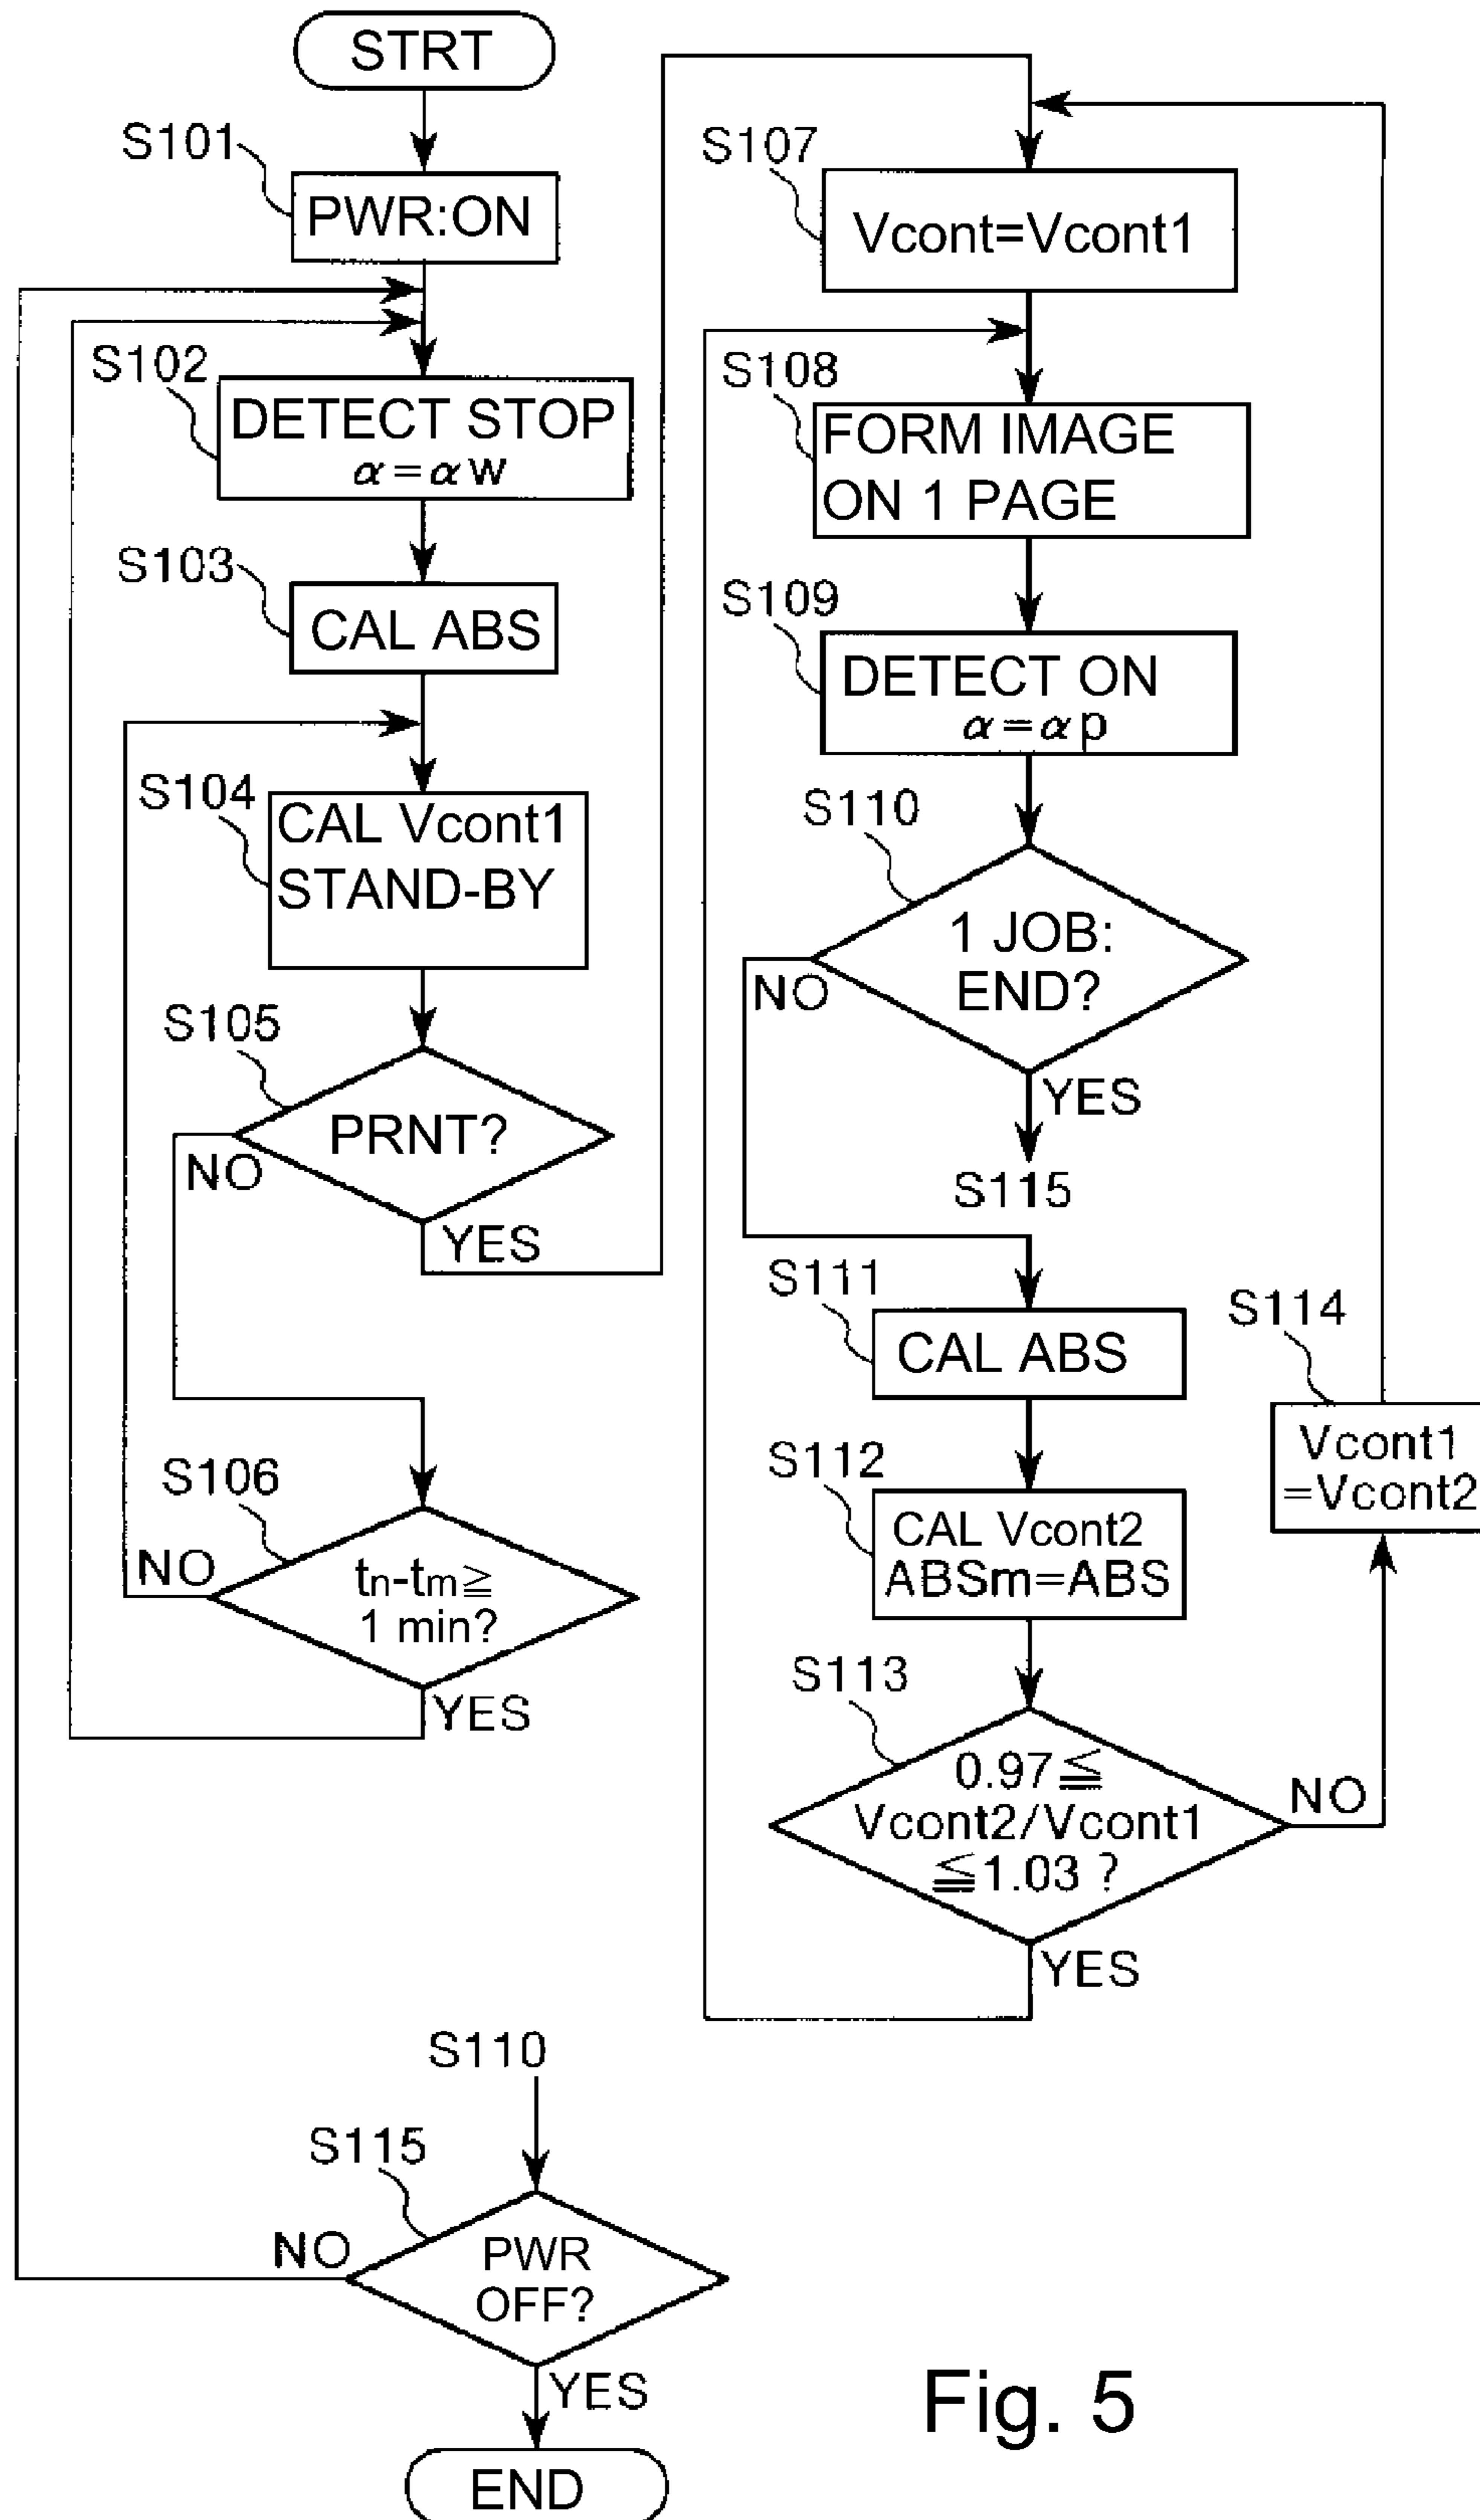 STRT
S101
PWR:ON
S102
DETECT STOP
α=αw
S103
CAL ABS
S104
CAL Vcont1
STAND-BY
S105
PRNT?
NO
YES
S106
tn-tm≧
1 min?
NO
YES
S107
Vcont=Vcont1
S108
FORM IMAGE
ON 1 PAGE
S109
DETECT ON
α=αp
S110
1 JOB:
END?
NO
YES
S115
S111
CAL ABS
S112
CAL Vcont2
ABSm=ABS
S113
0.97≦
Vcont2/Vcont1
≦1.03 ?
NO
YES
S114
Vcont1
=Vcont2
S110
S115
PWR
OFF?
NO
YES
END
Fig. 5